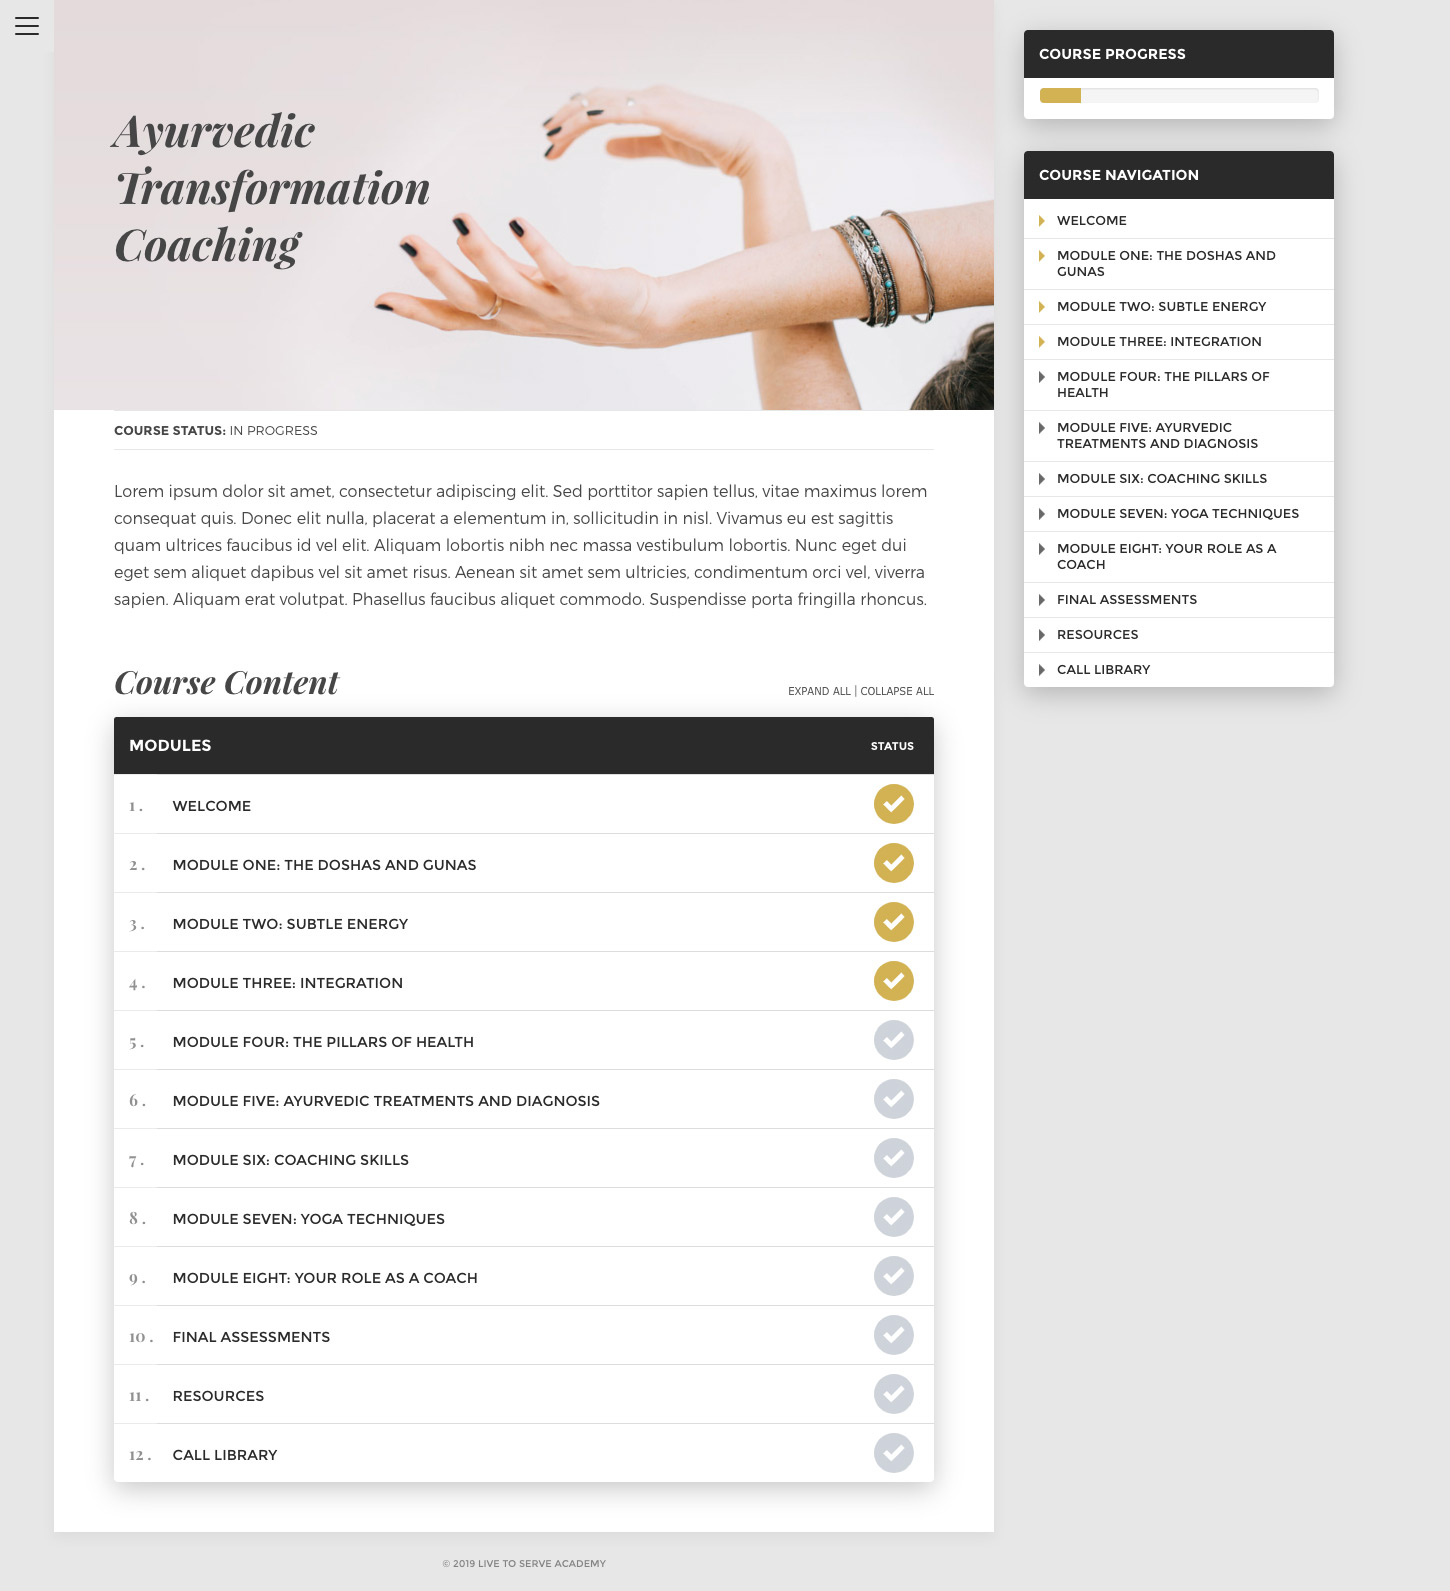 Ayurvedic
Transformation
Coaching
COURSE STATUS: IN PROGRESS
Lorem ipsum dolor sit amet, consectetur adipiscing elit. Sed porttitor sapien tellus, vitae maximus lorem
consequat quis. Donec elit nulla, placerat a elementum in, sollicitudin in nisl. Vivamus eu est sagittis
quam ultrices faucibus id vel elit. Aliquam lobortis nibh nec massa vestibulum lobortis. Nunc eget dui
eget sem aliquet dapibus vel sit amet risus. Aenean sit amet sem ultricies, condimentum orci vel, viverra
sapien. Aliquam erat volutpat. Phasellus faucibus aliquet commodo. Suspendisse porta fringilla rhoncus.
Course Content
EXPAND ALL | COLLAPSE ALL
MODULES STATUS
1. WELCOME
2. MODULE ONE: THE DOSHAS AND GUNAS
3. MODULE TWO: SUBTLE ENERGY
4. MODULE THREE: INTEGRATION
5. MODULE FOUR: THE PILLARS OF HEALTH
6. MODULE FIVE: AYURVEDIC TREATMENTS AND DIAGNOSIS
7. MODULE SIX: COACHING SKILLS
8. MODULE SEVEN: YOGA TECHNIQUES
9. MODULE EIGHT: YOUR ROLE AS A COACH
10. FINAL ASSESSMENTS
11. RESOURCES
12. CALL LIBRARY
COURSE PROGRESS
COURSE NAVIGATION
WELCOME
MODULE ONE: THE DOSHAS AND
GUNAS
MODULE TWO: SUBTLE ENERGY
MODULE THREE: INTEGRATION
MODULE FOUR: THE PILLARS OF
HEALTH
MODULE FIVE: AYURVEDIC
TREATMENTS AND DIAGNOSIS
MODULE SIX: COACHING SKILLS
MODULE SEVEN: YOGA TECHNIQUES
MODULE EIGHT: YOUR ROLE AS A
COACH
FINAL ASSESSMENTS
RESOURCES
CALL LIBRARY
© 2019 LIVE TO SERVE ACADEMY